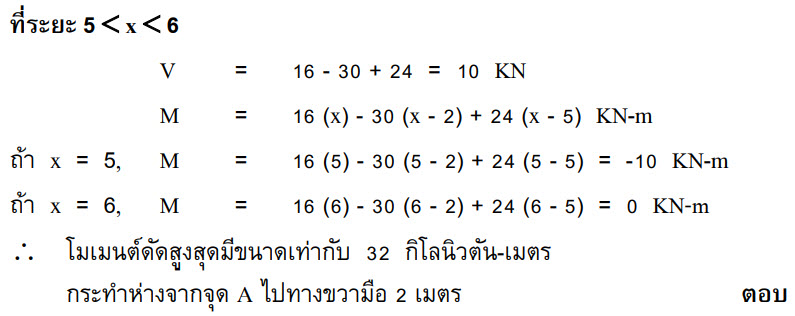 ที่ระยะ 5 < x < 6
V = 16 - 30 + 24 = 10 KN
M = 16 (x) - 30 (x - 2) + 24 (x - 5) KN-m
ถ้า x = 5, M = 16 (5) - 30 (5 - 2) + 24 (5 - 5) = -10 KN-m
ถ้า x = 6, M = 16 (6) - 30 (6 - 2) + 24 (6 - 5) = 0 KN-m
∴ โมเมนต์ดัดสูงสุดมีขนาดเท่ากับ 32 กิโลนิวตัน-เมตร
กระทำห่างจากจุด A ไปทางขวามือ 2 เมตร ตอบ